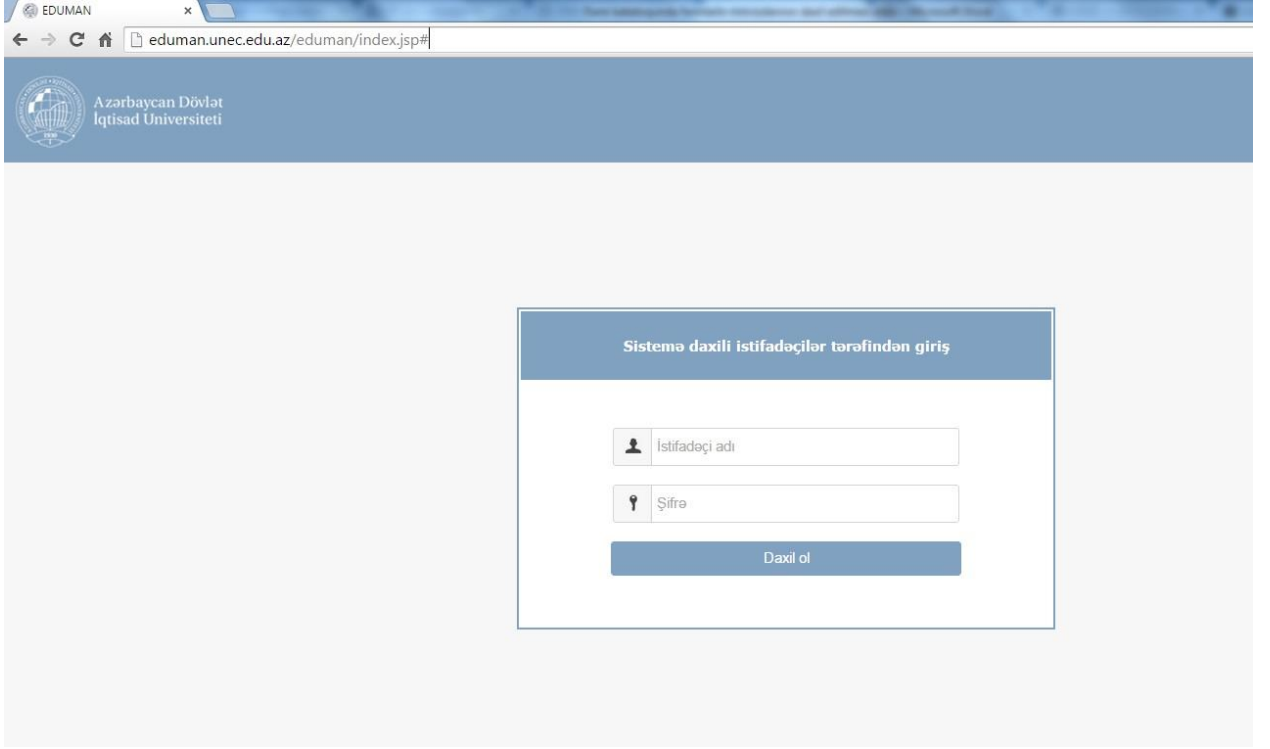 EDUMAN
eduman.unec.edu.az/eduman/index.jsp#
Azərbaycan Dövlət
İqtisad Universiteti
1930
Sistemə daxili istifadəçilər tərəfindən giriş
İstifadəçi adı
Şifrə
Daxil ol